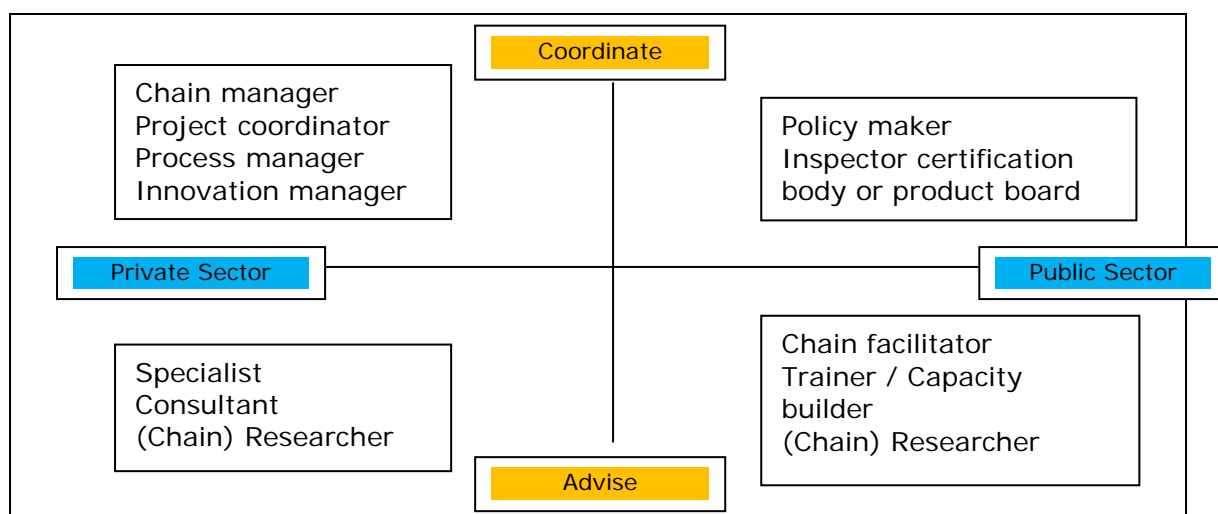 Coordinate
Chain manager
Project coordinator
Process manager
Innovation manager
Policy maker
Inspector certification
body or product board
Private Sector
Public Sector
Specialist
Consultant
(Chain) Researcher
Chain facilitator
Trainer / Capacity
builder
(Chain) Researcher
Advise